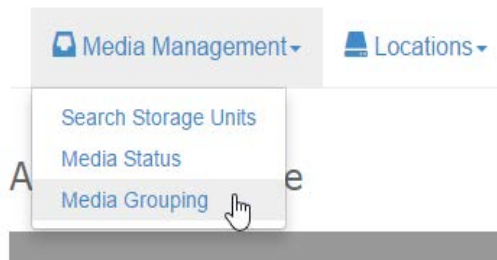 Media Management
Locations
Search Storage Units
Media Status
Media Grouping